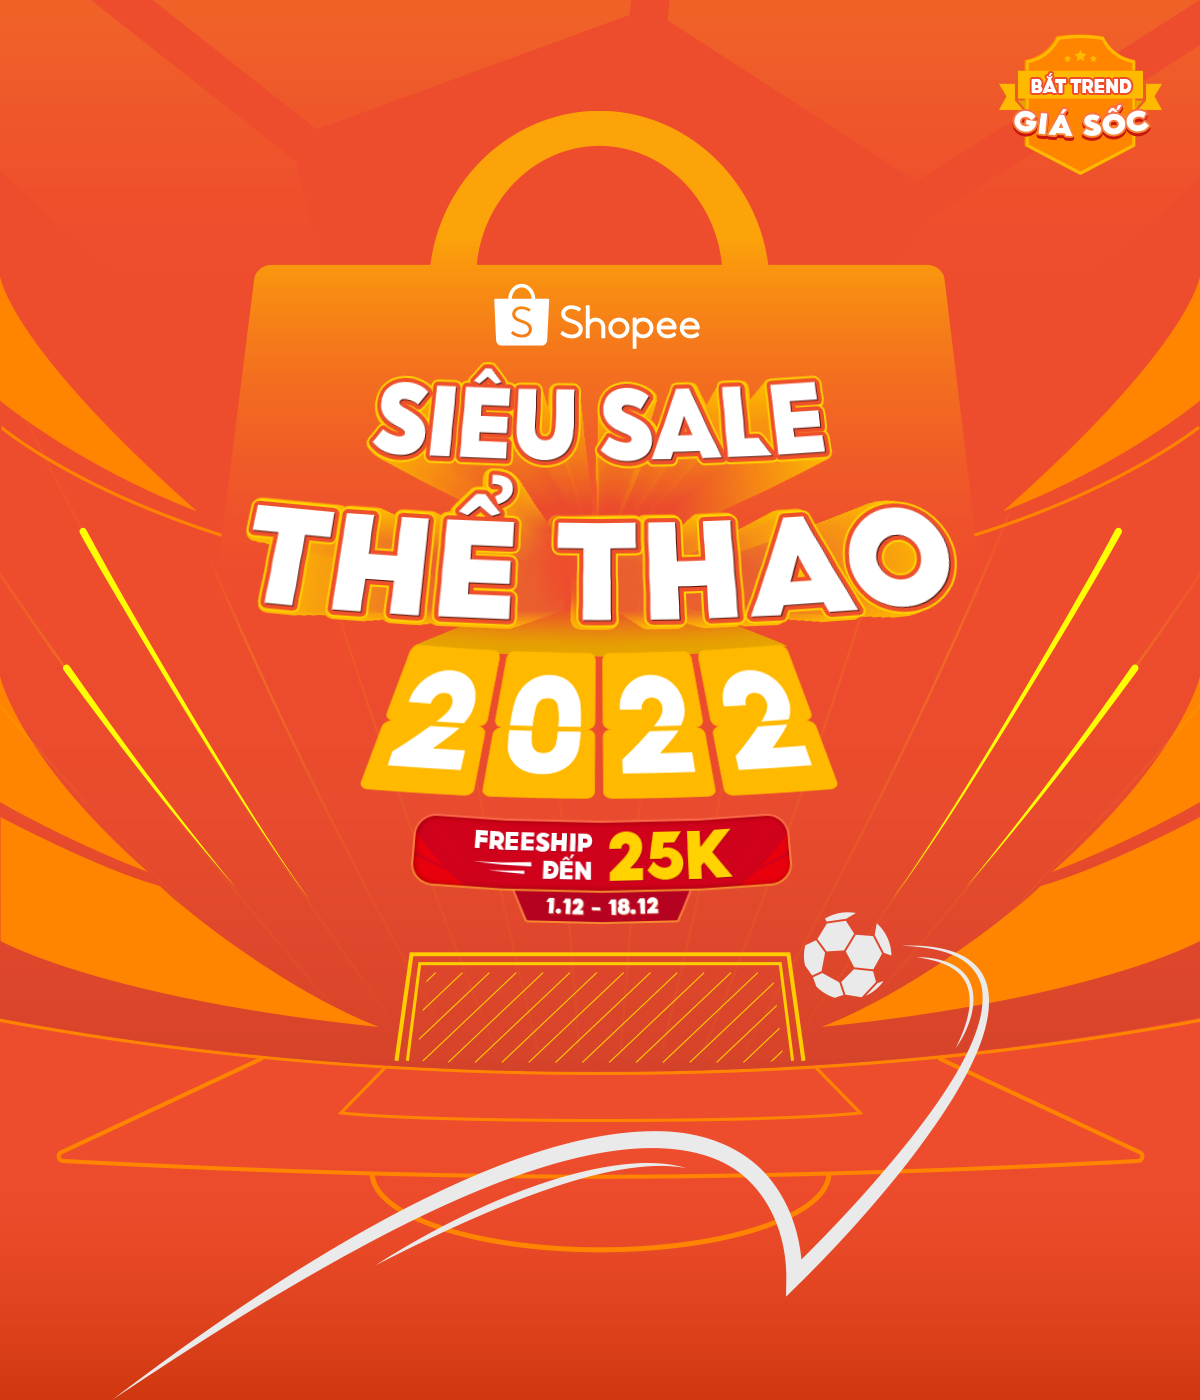 BẮT TREND
GIÁ SỐC
Shopee
SIÊU SALE
THỂ THAO
2022
FREESHIP
ĐẾN 25K
1.12 - 18.12